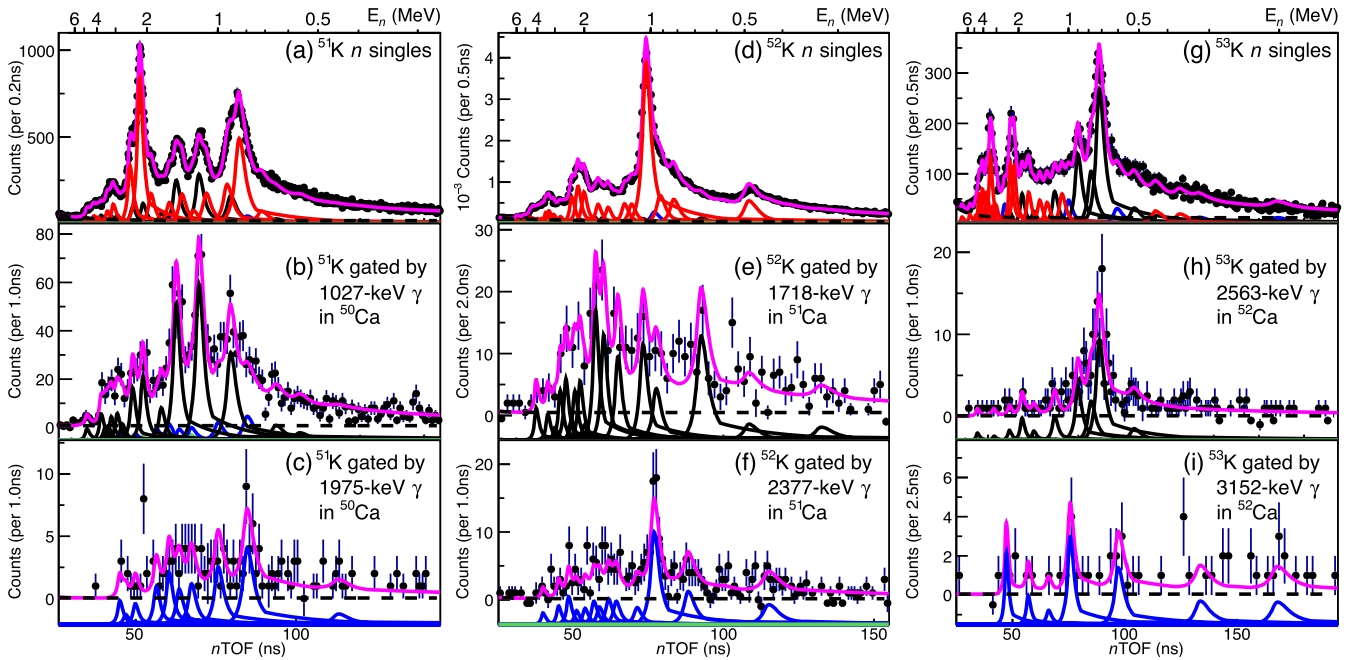 6 4 2 1 0.5 Eₙ (MeV)
6 4 2 1 0.5 Eₙ (MeV)
6 4 2 1 0.5 Eₙ (MeV)
Counts (per 0.2ns)
1000
500
(a) ⁵¹K n singles
10⁻³ Counts (per 0.5ns)
4
3
2
1
(d) ⁵²K n singles
Counts (per 0.5ns)
300
200
100
(g) ⁵³K n singles
Counts (per 1.0ns)
80
60
40
20
0
(b) ⁵¹K gated by
1027-keV γ
in ⁵⁰Ca
Counts (per 2.0ns)
30
20
10
0
(e) ⁵²K gated by
1718-keV γ
in ⁵¹Ca
Counts (per 1.0ns)
20
10
0
(h) ⁵³K gated by
2563-keV γ
in ⁵²Ca
Counts (per 1.0ns)
10
5
0
(c) ⁵¹K gated by
1975-keV γ
in ⁵⁰Ca
Counts (per 1.0ns)
20
10
0
(f) ⁵²K gated by
2377-keV γ
in ⁵¹Ca
Counts (per 2.5ns)
6
4
2
0
(i) ⁵³K gated by
3152-keV γ
in ⁵²Ca
50 100
nTOF (ns)
50 100 150
nTOF (ns)
50 100 150
nTOF (ns)